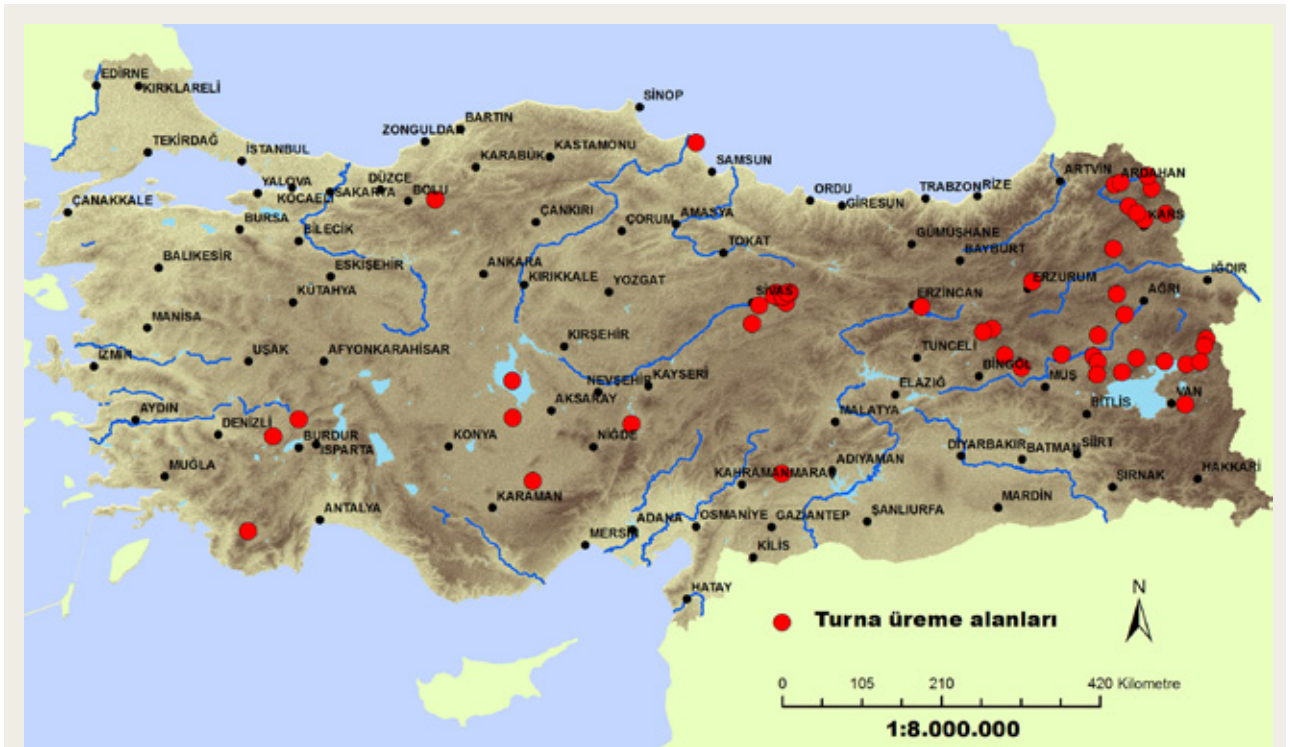 EDİRNE
KIRKLARELİ
TEKİRDAĞ
İSTANBUL
ÇANAKKALE
YALOVA
KOCAELİ
SAKARYA
DÜZCE
BOLU
ZONGULDAK
BARTIN
KARABÜK
KASTAMONU
SİNOP
SAMSUN
ORDU
GİRESUN
TRABZON
RİZE
ARTVİN
ARDAHAN
KARS
BURSA
BİLECİK
BALIKESİR
ESKİŞEHİR
KÜTAHYA
ANKARA
ÇANKIRI
KIRIKKALE
ÇORUM
AMASYA
TOKAT
YOZGAT
SİVAS
GÜMÜŞHANE
BAYBURT
ERZİNCAN
ERZURUM
AĞRI
IĞDIR
MANİSA
İZMİR
UŞAK
AFYONKARAHİSAR
KIRŞEHİR
NEVŞEHİR
KAYSERİ
AKSARAY
TUNCELİ
BİNGÖL
ELAZIĞ
MUŞ
BİTLİS
VAN
AYDIN
DENİZLİ
BURDUR
ISPARTA
KONYA
NİĞDE
MALATYA
MUĞLA
ANTALYA
KARAMAN
KAHRAMANMARAŞ
ADIYAMAN
DİYARBAKIR
BATMAN
SİİRT
ŞIRNAK
HAKKARİ
MARDİN
MERSİN
ADANA
OSMANİYE
GAZİANTEP
ŞANLIURFA
KİLİS
HATAY
N
Turna üreme alanları
0 105 210 420 Kilometre
1:8.000.000